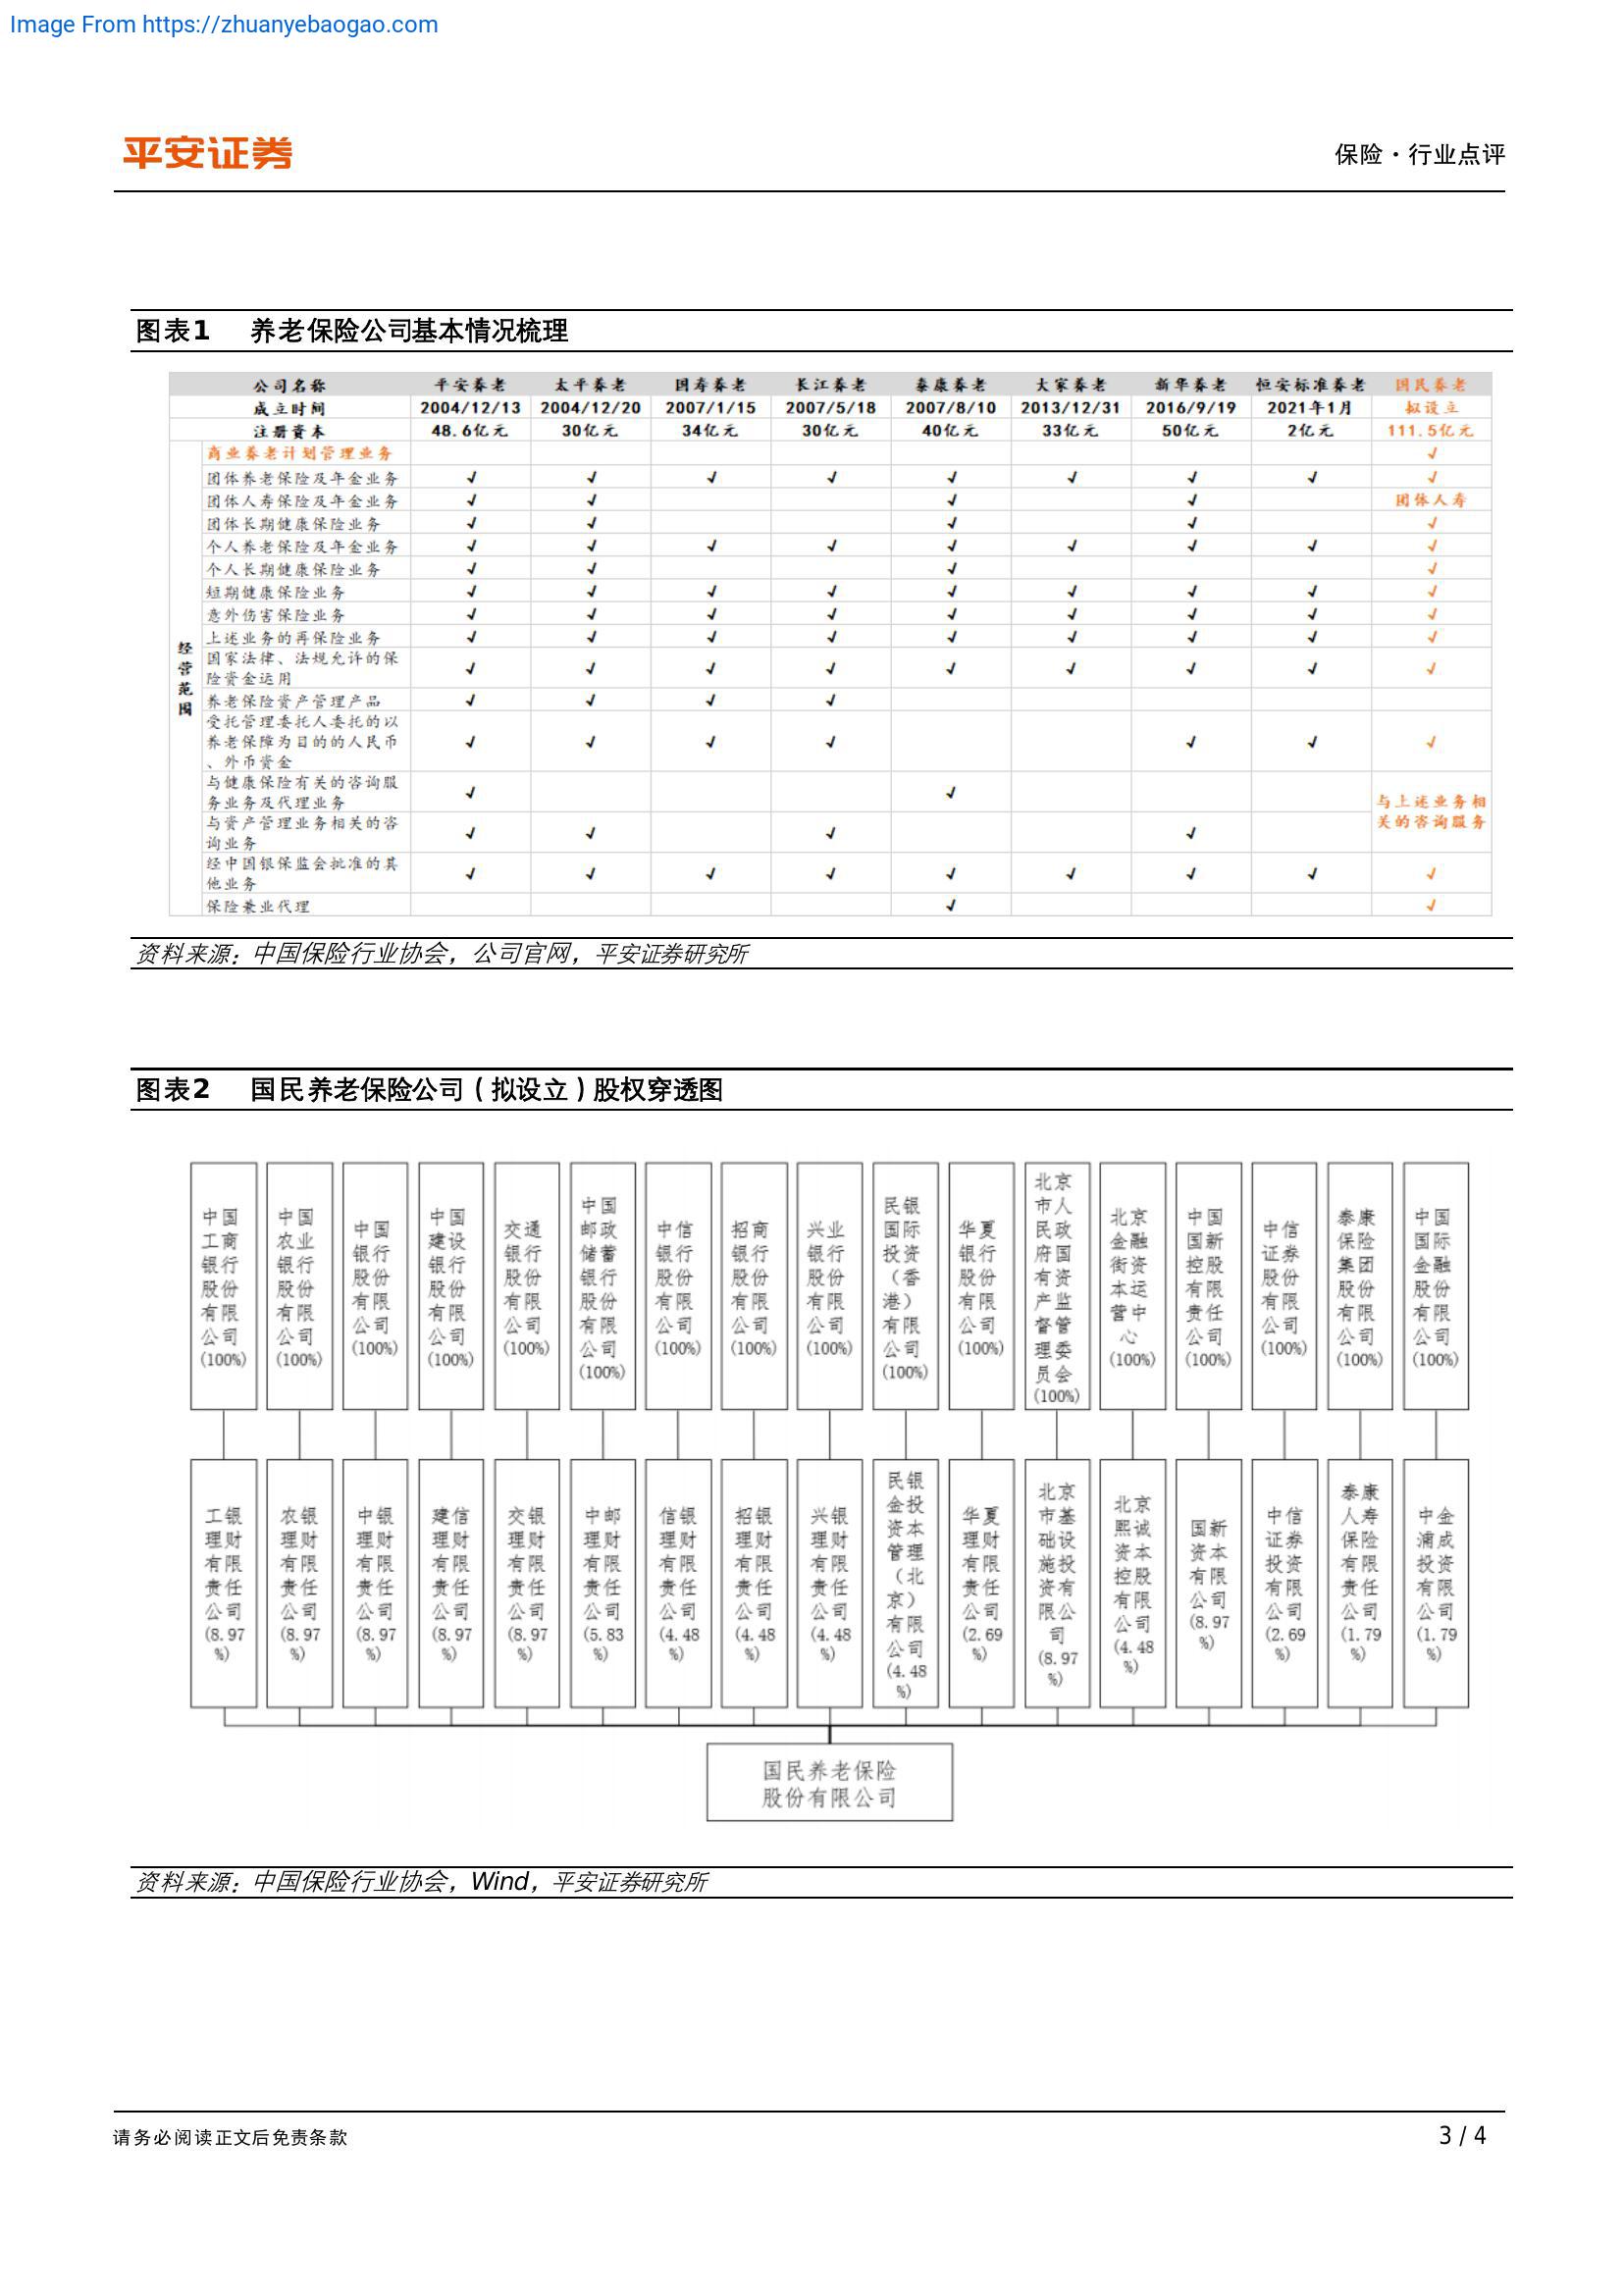 Image From https://zhuanyebaogao.com
平安证券
保险·行业点评
图表1 养老保险公司基本情况梳理
公司名称 平安养老 太平养老 国寿养老 长江养老 泰康养老 大家养老 新华养老 恒安标准养老 国民养老
成立时间 2004/12/13 2004/12/20 2007/1/15 2007/5/18 2007/8/10 2013/12/31 2016/9/19 2021年1月 拟设立
注册资本 48.6亿元 30亿元 34亿元 30亿元 40亿元 33亿元 50亿元 2亿元 111.5亿元
经营范围
商业养老计划管理业务 √
团体养老保险及年金业务 √ √ √ √ √ √ √ √ √
团体人寿保险及年金业务 √ √ √ √ 团体人寿
团体长期健康保险业务 √ √ √ √ √
个人养老保险及年金业务 √ √ √ √ √ √ √ √ √
个人长期健康保险业务 √ √ √ √
短期健康保险业务 √ √ √ √ √ √ √ √ √
意外伤害保险业务 √ √ √ √ √ √ √ √ √
上述业务的再保险业务 √ √ √ √ √ √ √ √ √
国家法律、法规允许的保
险资金运用 √ √ √ √ √ √ √ √ √
养老保险资产管理产品 √ √ √ √
受托管理委托人委托的以
养老保障为目的的人民币 √ √ √ √ √ √ √
、外币资金
与健康保险有关的咨询服
务业务及代理业务 √ √
与上述业务相
关的咨询服务
与资产管理业务相关的咨
询业务 √ √ √ √
经中国银保监会批准的其
他业务 √ √ √ √ √ √ √ √ √
保险兼业代理 √ √
资料来源：中国保险行业协会，公司官网，平安证券研究所
图表2 国民养老保险公司（拟设立）股权穿透图
中国
工商
银行
股份
有限
公司
(100%)
中国
农业
银行
股份
有限
公司
(100%)
中国
银行
股份
有限
公司
(100%)
中国
建设
银行
股份
有限
公司
(100%)
交通
银行
股份
有限
公司
(100%)
中国
邮政
储蓄
银行
股份
有限
公司
(100%)
中信
银行
股份
有限
公司
(100%)
招商
银行
股份
有限
公司
(100%)
兴业
银行
股份
有限
公司
(100%)
民银
国际
投资
（香
港）
有限
公司
(100%)
华夏
银行
股份
有限
公司
(100%)
北京
市人
民政
府国
有资
产监
督管
理委
员会
(100%)
北京
金融
街资
本运
营中
心
(100%)
中国
国新
控股
有限
责任
公司
(100%)
中信
证券
股份
有限
公司
(100%)
泰康
保险
集团
股份
有限
公司
(100%)
中国
国际
金融
股份
有限
公司
(100%)
工银
理财
有限
责任
公司
(8.97
%)
农银
理财
有限
责任
公司
(8.97
%)
中银
理财
有限
责任
公司
(8.97
%)
建信
理财
有限
责任
公司
(8.97
%)
交银
理财
有限
责任
公司
(8.97
%)
中邮
理财
有限
责任
公司
(5.83
%)
信银
理财
有限
责任
公司
(4.48
%)
招银
理财
有限
责任
公司
(4.48
%)
兴银
理财
有限
责任
公司
(4.48
%)
民银
金投
资本
管理
（北
京）
有限
公司
(4.48
%)
华夏
理财
有限
责任
公司
(2.69
%)
北京
市基
础设
施投
资有
限公
司
(8.97
%)
北京
熙诚
资本
控股
有限
公司
(4.48
%)
国新
资本
有限
公司
(8.97
%)
中信
证券
投资
有限
公司
(2.69
%)
泰康
人寿
保险
有限
责任
公司
(1.79
%)
中金
浦成
投资
有限
公司
(1.79
%)
国民养老保险
股份有限公司
资料来源：中国保险行业协会，Wind，平安证券研究所
请务必阅读正文后免责条款
3 / 4